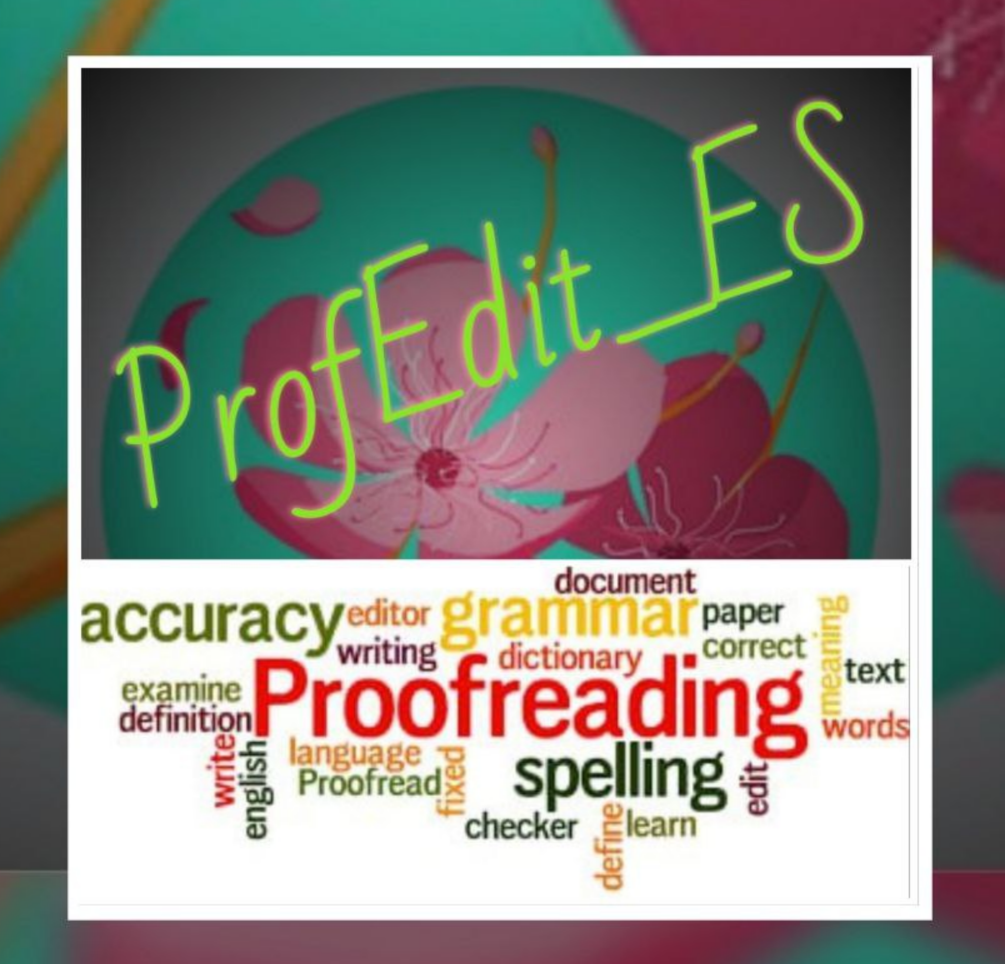 ProfEdit_ES
document
accuracy editor grammar paper
writing dictionary correct meaning
examine Proofreading text
definition words
write english language fixed spelling edit
Proofread
checker define learn